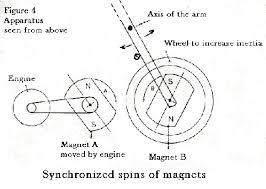 Figure 4
Apparatus
seen from above
Axis of the arm
Wheel to increase inertia
Engine
N
A
S
B
N
S
Magnet A
moved by engine
Magnet B
Synchronized spins of magnets